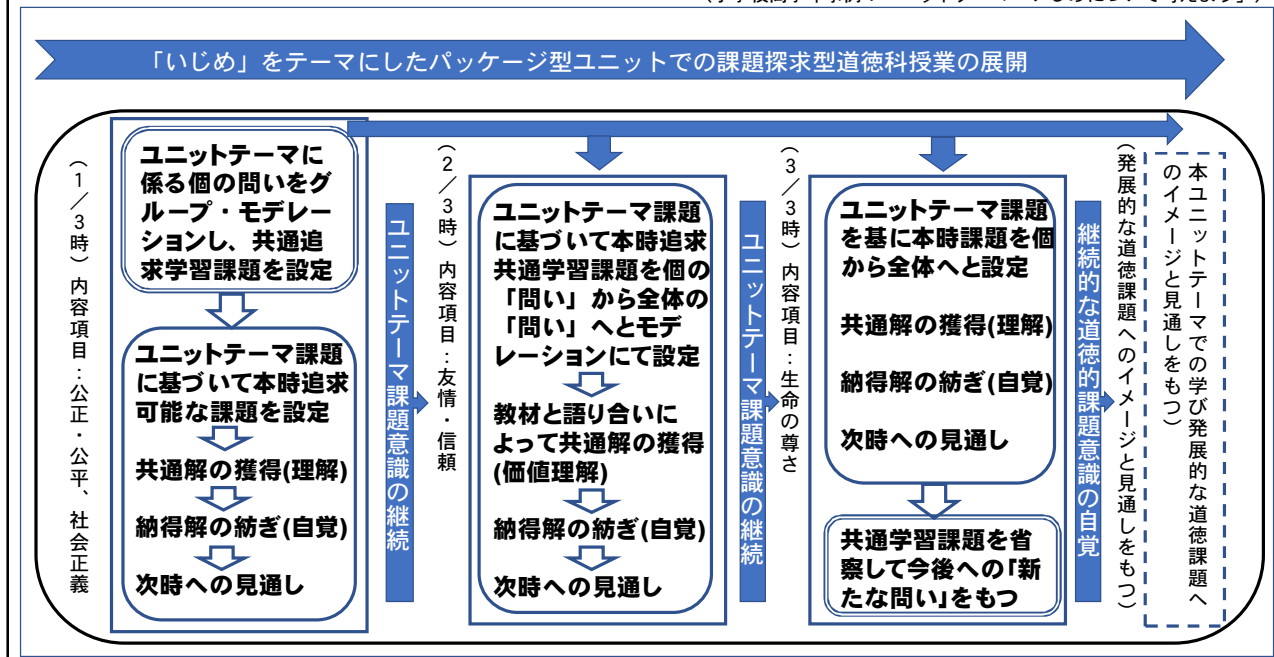 「いじめ」をテーマにしたパッケージ型ユニットでの課題探求型道徳科授業の展開
(1/3時)内容項目:公正・公平、社会正義
ユニットテーマに
係る個の問いをグ
ループ・モデレー
ションし、共通追
求学習課題を設定
ユニットテーマ課題
に基づいて本時追求
可能な課題を設定
共通解の獲得(理解)
納得解の紡ぎ(自覚)
次時への見通し
ユニットテーマ課題意識の継続
(2/3時)内容項目:友情・信頼
ユニットテーマ課題
に基づいて本時追求
共通学習課題を個の
「問い」から全体の
「問い」へとモデ
レーションにて設定
教材と語り合いに
よって共通解の獲得
(価値理解)
納得解の紡ぎ(自覚)
次時への見通し
ユニットテーマ課題意識の継続
(3/3時)内容項目:生命の尊さ
ユニットテーマ課題
を基に本時課題を個
から全体へと設定
共通解の獲得(理解)
納得解の紡ぎ(自覚)
次時への見通し
共通学習課題を省
察して今後への「新
たな問い」をもつ
継続的な道徳的課題意識の自覚
(発展的な道徳課題へのイメージと見通しをもつ)
本ユニットテーマでの学び発展的な道徳課題へ
のイメージと見通しをもつ)